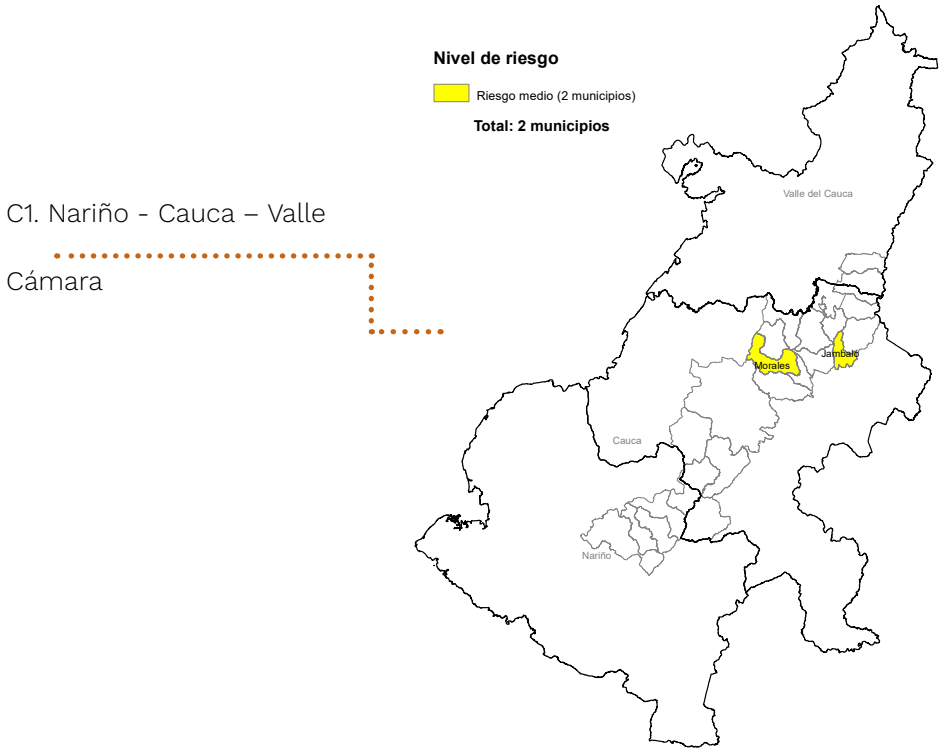 Nivel de riesgo
Riesgo medio (2 municipios)
Total: 2 municipios
C1. Nariño - Cauca – Valle
Cámara
Valle del Cauca
Jambaló
Morales
Cauca
Nariño